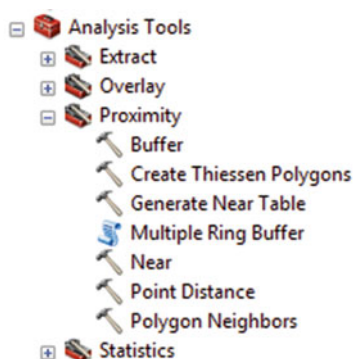 Analysis Tools
Extract
Overlay
Proximity
Buffer
Create Thiessen Polygons
Generate Near Table
Multiple Ring Buffer
Near
Point Distance
Polygon Neighbors
Statistics